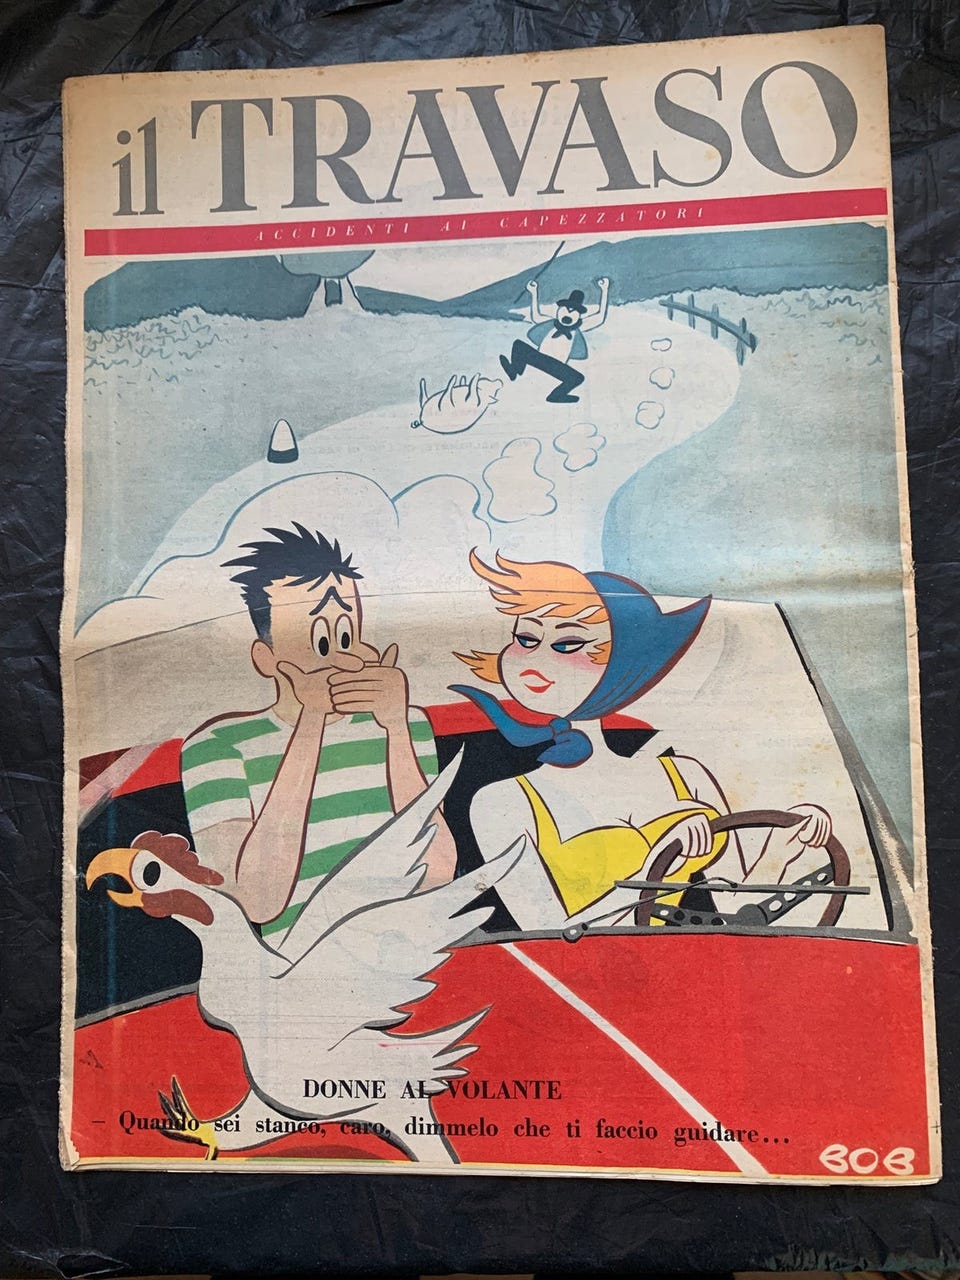 il TRAVASO
ACCIDENTI AI CAPEZZATORI
DONNE AL VOLANTE
– Quando sei stanco, caro, dimmelo che ti faccio guidare...
BOB